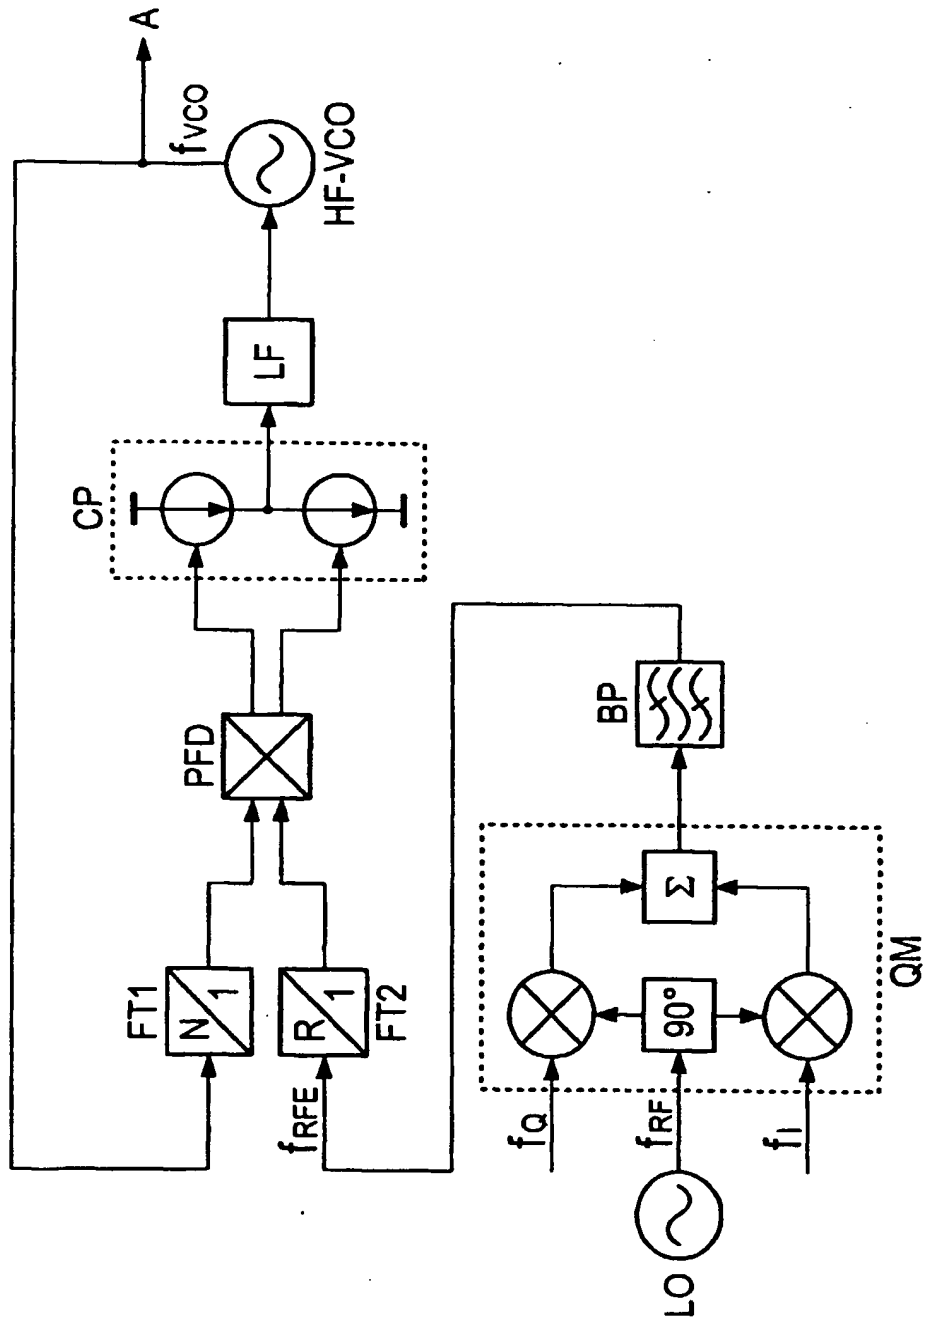 A
fVCO
HF-VCO
LF
CP
PFD
FT1
N
1
R
1
FT2
fRFE
BP
Σ
90°
QM
fQ
fRF
fI
LO